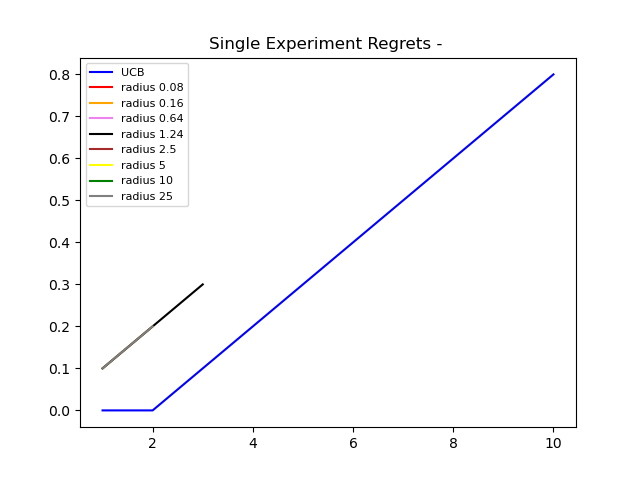 Single Experiment Regrets -
UCB
radius 0.08
radius 0.16
radius 0.64
radius 1.24
radius 2.5
radius 5
radius 10
radius 25
0.8
0.7
0.6
0.5
0.4
0.3
0.2
0.1
0.0
2 4 6 8 10